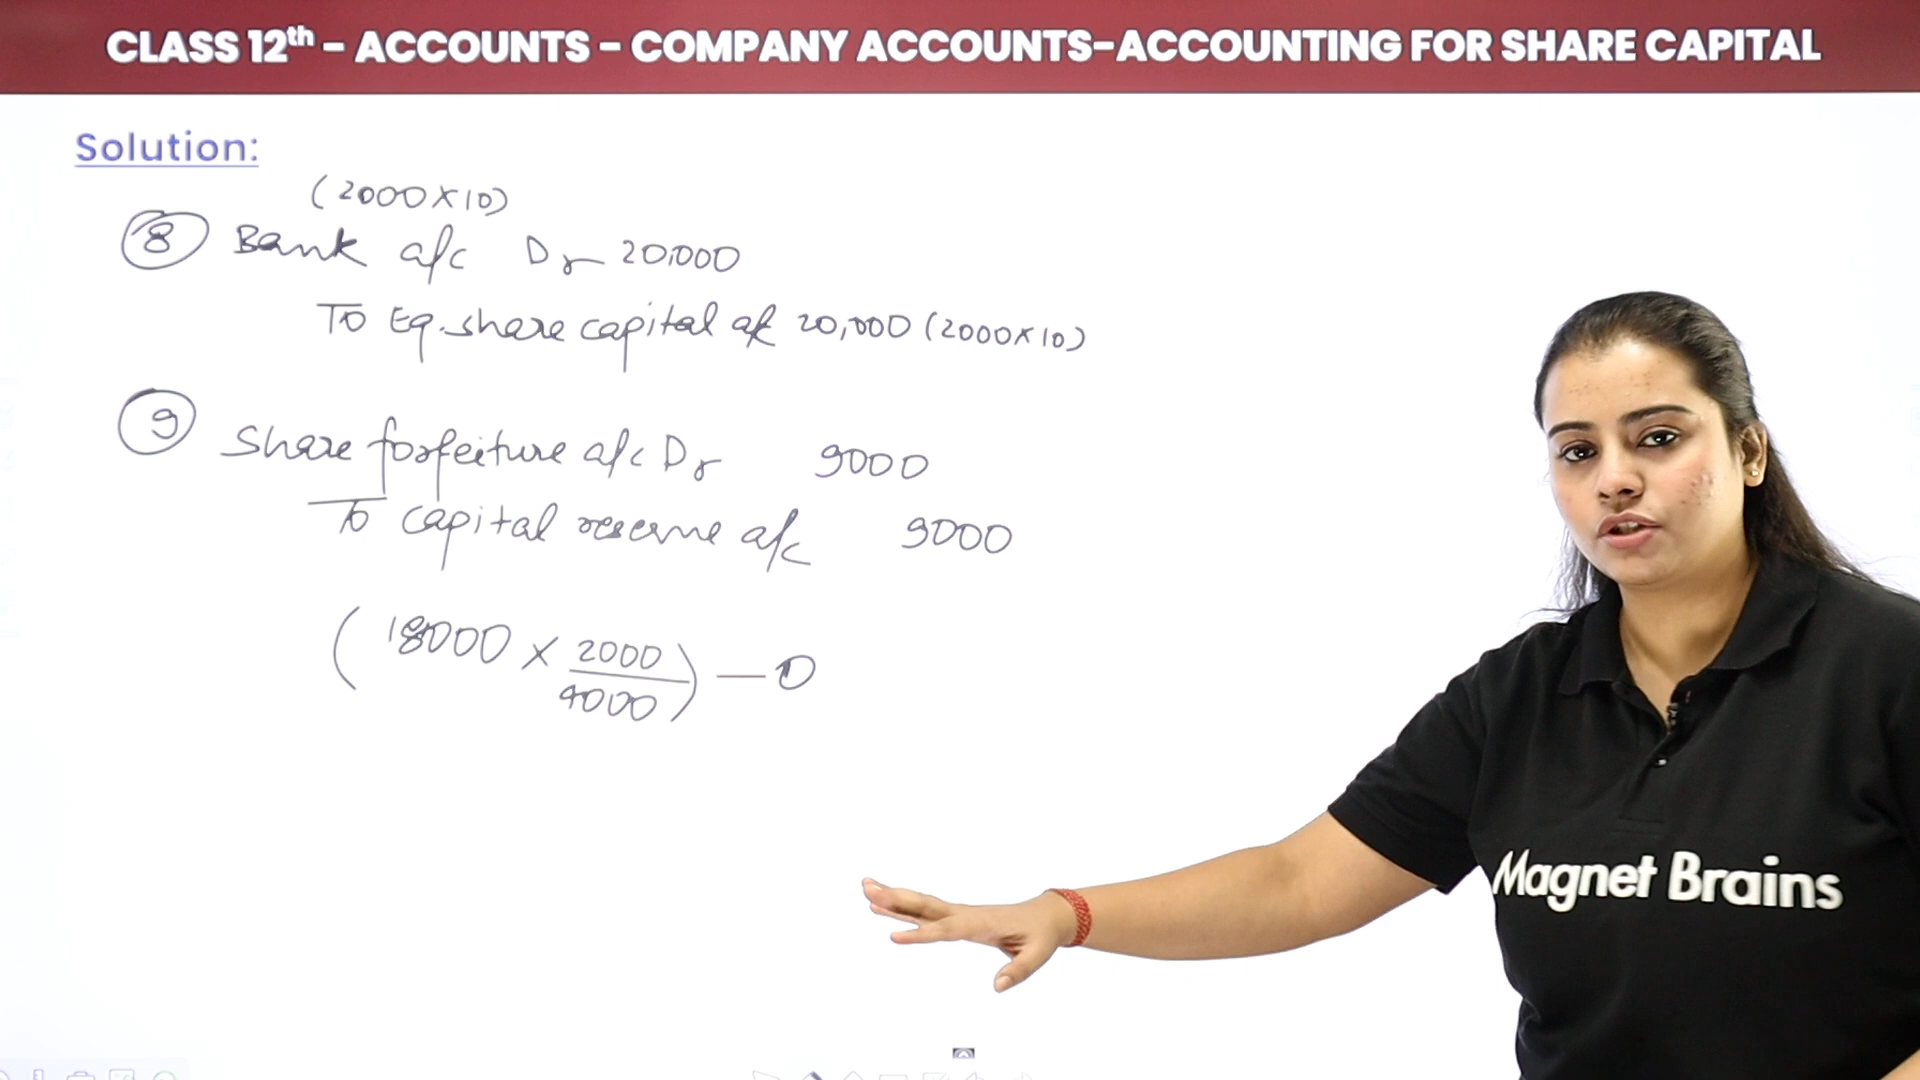 CLASS 12th - ACCOUNTS - COMPANY ACCOUNTS-ACCOUNTING FOR SHARE CAPITAL
Solution:
(2000×10)
8 Bank a/c Dr 20,000
To Eq. share capital a/c 20,000 (2000×10)
9 Share forfeiture a/c Dr 9000
To capital reserve a/c 9000
(18000 × 2000/4000) — 0
Magnet Brains